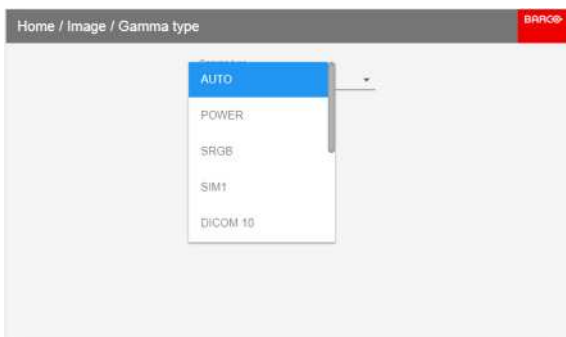 Home / Image / Gamma type
BARCO
AUTO
POWER
SRGB
SIM1
DICOM 10